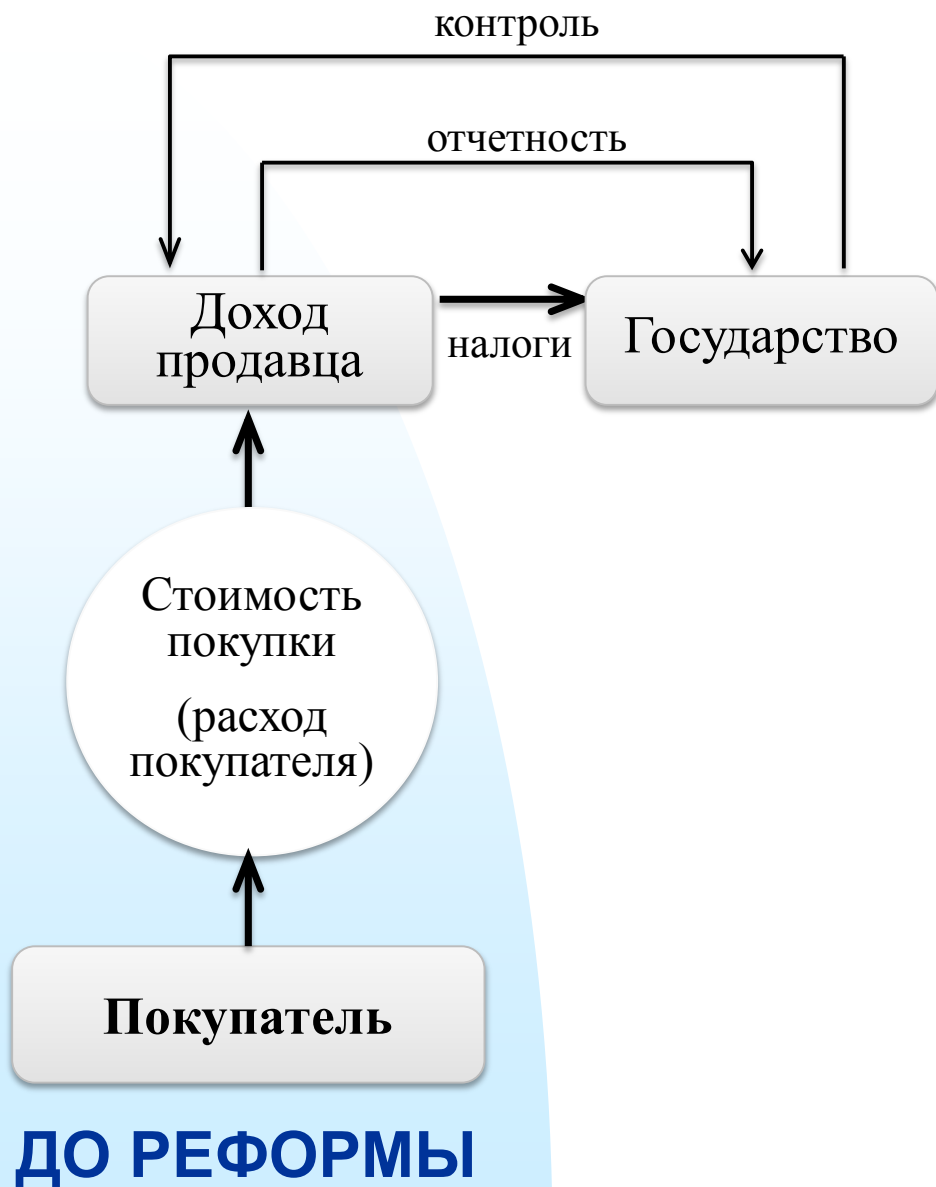 контроль
отчетность
Доход
продавца
налоги
Государство
Стоимость
покупки
(расход
покупателя)
Покупатель
ДО РЕФОРМЫ